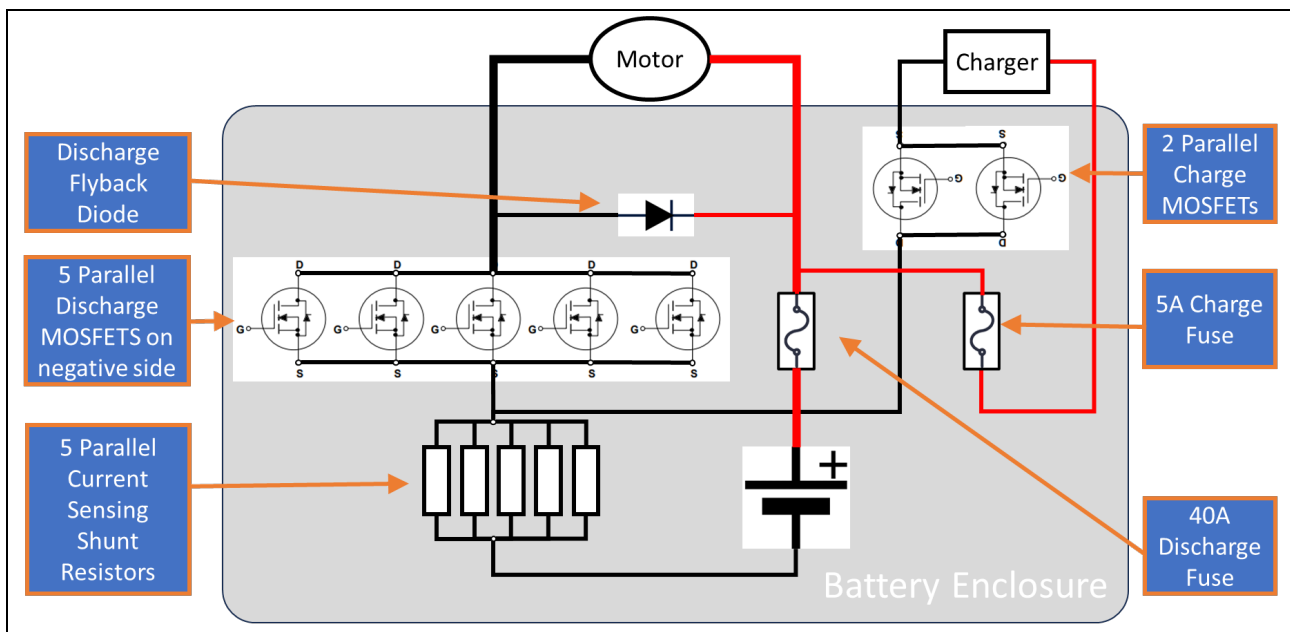 Motor
Charger
Discharge
Flyback
Diode
2 Parallel
Charge
MOSFETs
5 Parallel
Discharge
MOSFETS on
negative side
5A Charge
Fuse
5 Parallel
Current
Sensing
Shunt
Resistors
40A
Discharge
Fuse
D D D D D
G G G G G
S S S S S
S S
G G
D D
+
Battery Enclosure